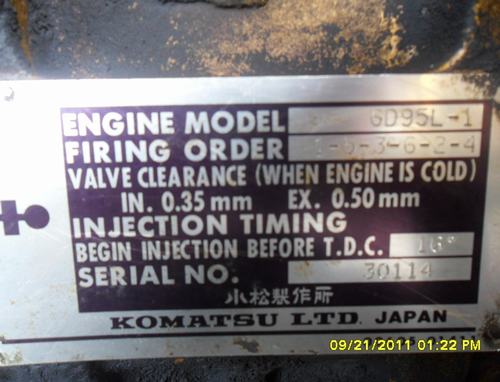 ENGINE MODEL 6D95L-1
FIRING ORDER 1-5-3-6-2-4
VALVE CLEARANCE (WHEN ENGINE IS COLD)
IN. 0.35 mm EX. 0.50 mm
INJECTION TIMING
BEGIN INJECTION BEFORE T.D.C.
SERIAL NO. 30114
小松製作所
KOMATSU LTD. JAPAN
09/21/2011 01:22 PM